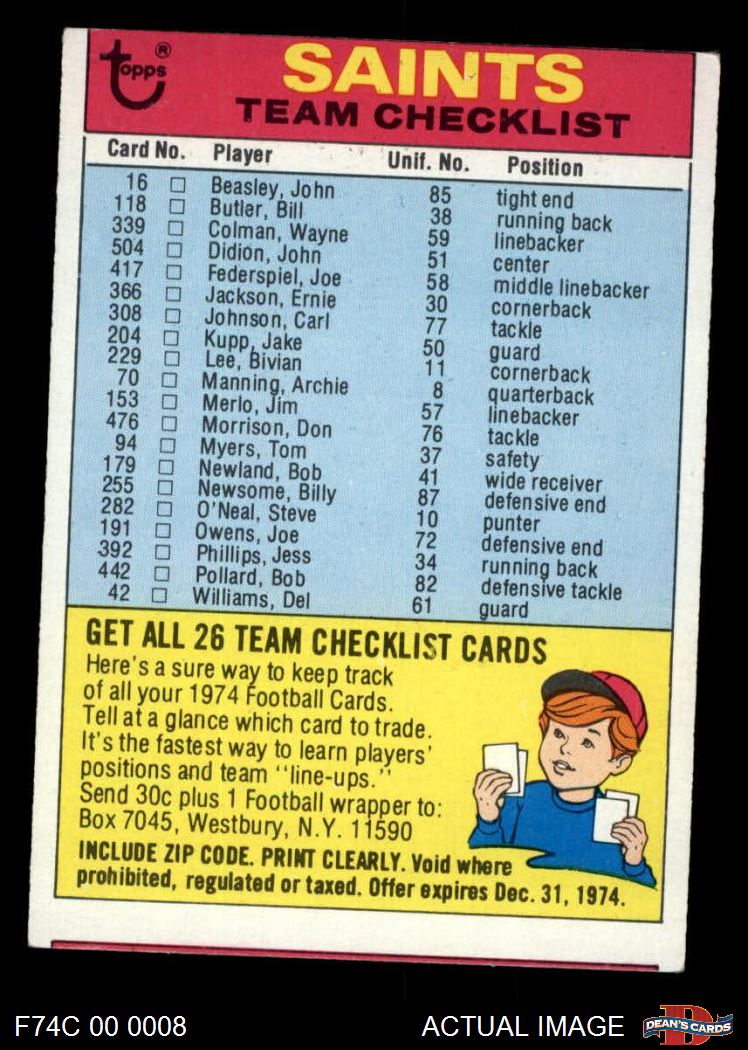 topps®
SAINTS
TEAM CHECKLIST
Card No. Player Unif. No. Position
16 □ Beasley, John 85 tight end
118 □ Butler, Bill 38 running back
339 □ Colman, Wayne 59 linebacker
504 □ Didion, John 51 center
417 □ Federspiel, Joe 58 middle linebacker
366 □ Jackson, Ernie 30 cornerback
308 □ Johnson, Carl 77 tackle
204 □ Kupp, Jake 50 guard
229 □ Lee, Bivian 11 cornerback
70 □ Manning, Archie 8 quarterback
153 □ Merlo, Jim 57 linebacker
476 □ Morrison, Don 76 tackle
94 □ Myers, Tom 37 safety
179 □ Newland, Bob 41 wide receiver
255 □ Newsome, Billy 87 defensive end
282 □ O'Neal, Steve 10 punter
191 □ Owens, Joe 72 defensive end
392 □ Phillips, Jess 34 running back
442 □ Pollard, Bob 82 defensive tackle
42 □ Williams, Del 61 guard
GET ALL 26 TEAM CHECKLIST CARDS
Here's a sure way to keep track
of all your 1974 Football Cards.
Tell at a glance which card to trade.
It's the fastest way to learn players'
positions and team "line-ups."
Send 30c plus 1 Football wrapper to:
Box 7045, Westbury, N.Y. 11590
INCLUDE ZIP CODE. PRINT CLEARLY. Void where
prohibited, regulated or taxed. Offer expires Dec. 31, 1974.
F74C 00 0008 ACTUAL IMAGE DEAN'S CARDS